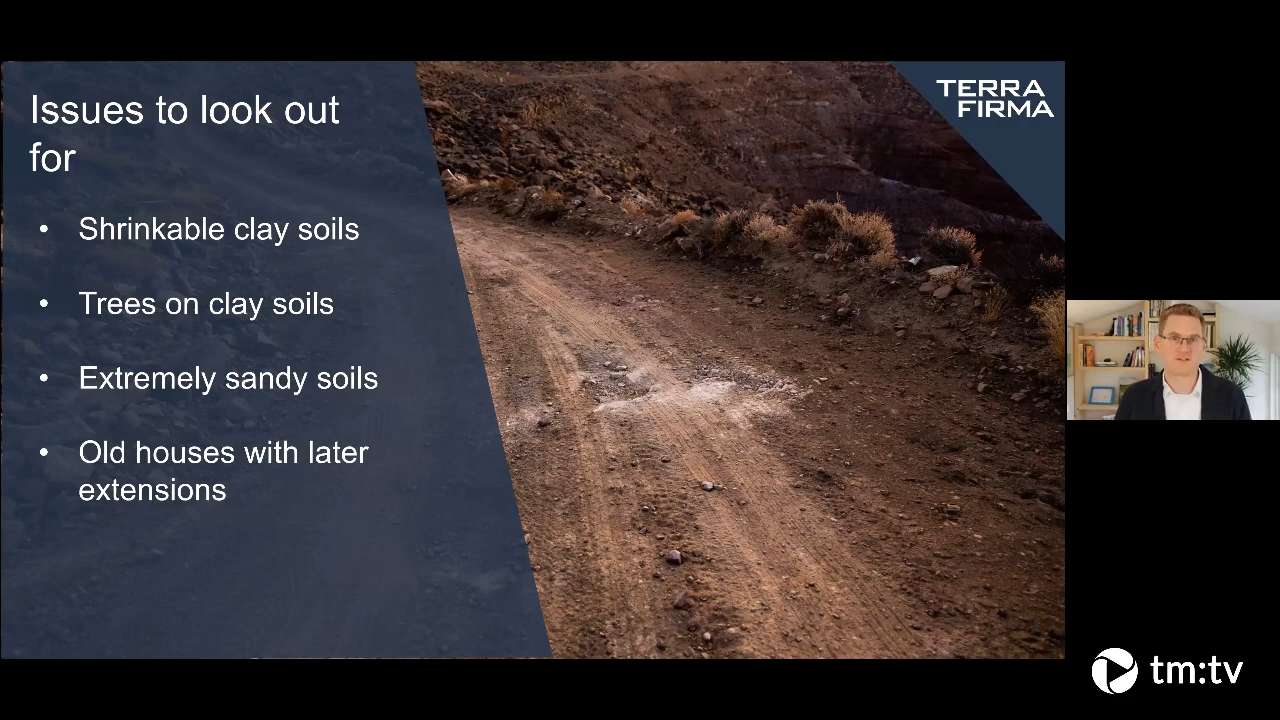 Issues to look out
for
• Shrinkable clay soils
• Trees on clay soils
• Extremely sandy soils
• Old houses with later
extensions
TERRA
FIRMA
tm:tv